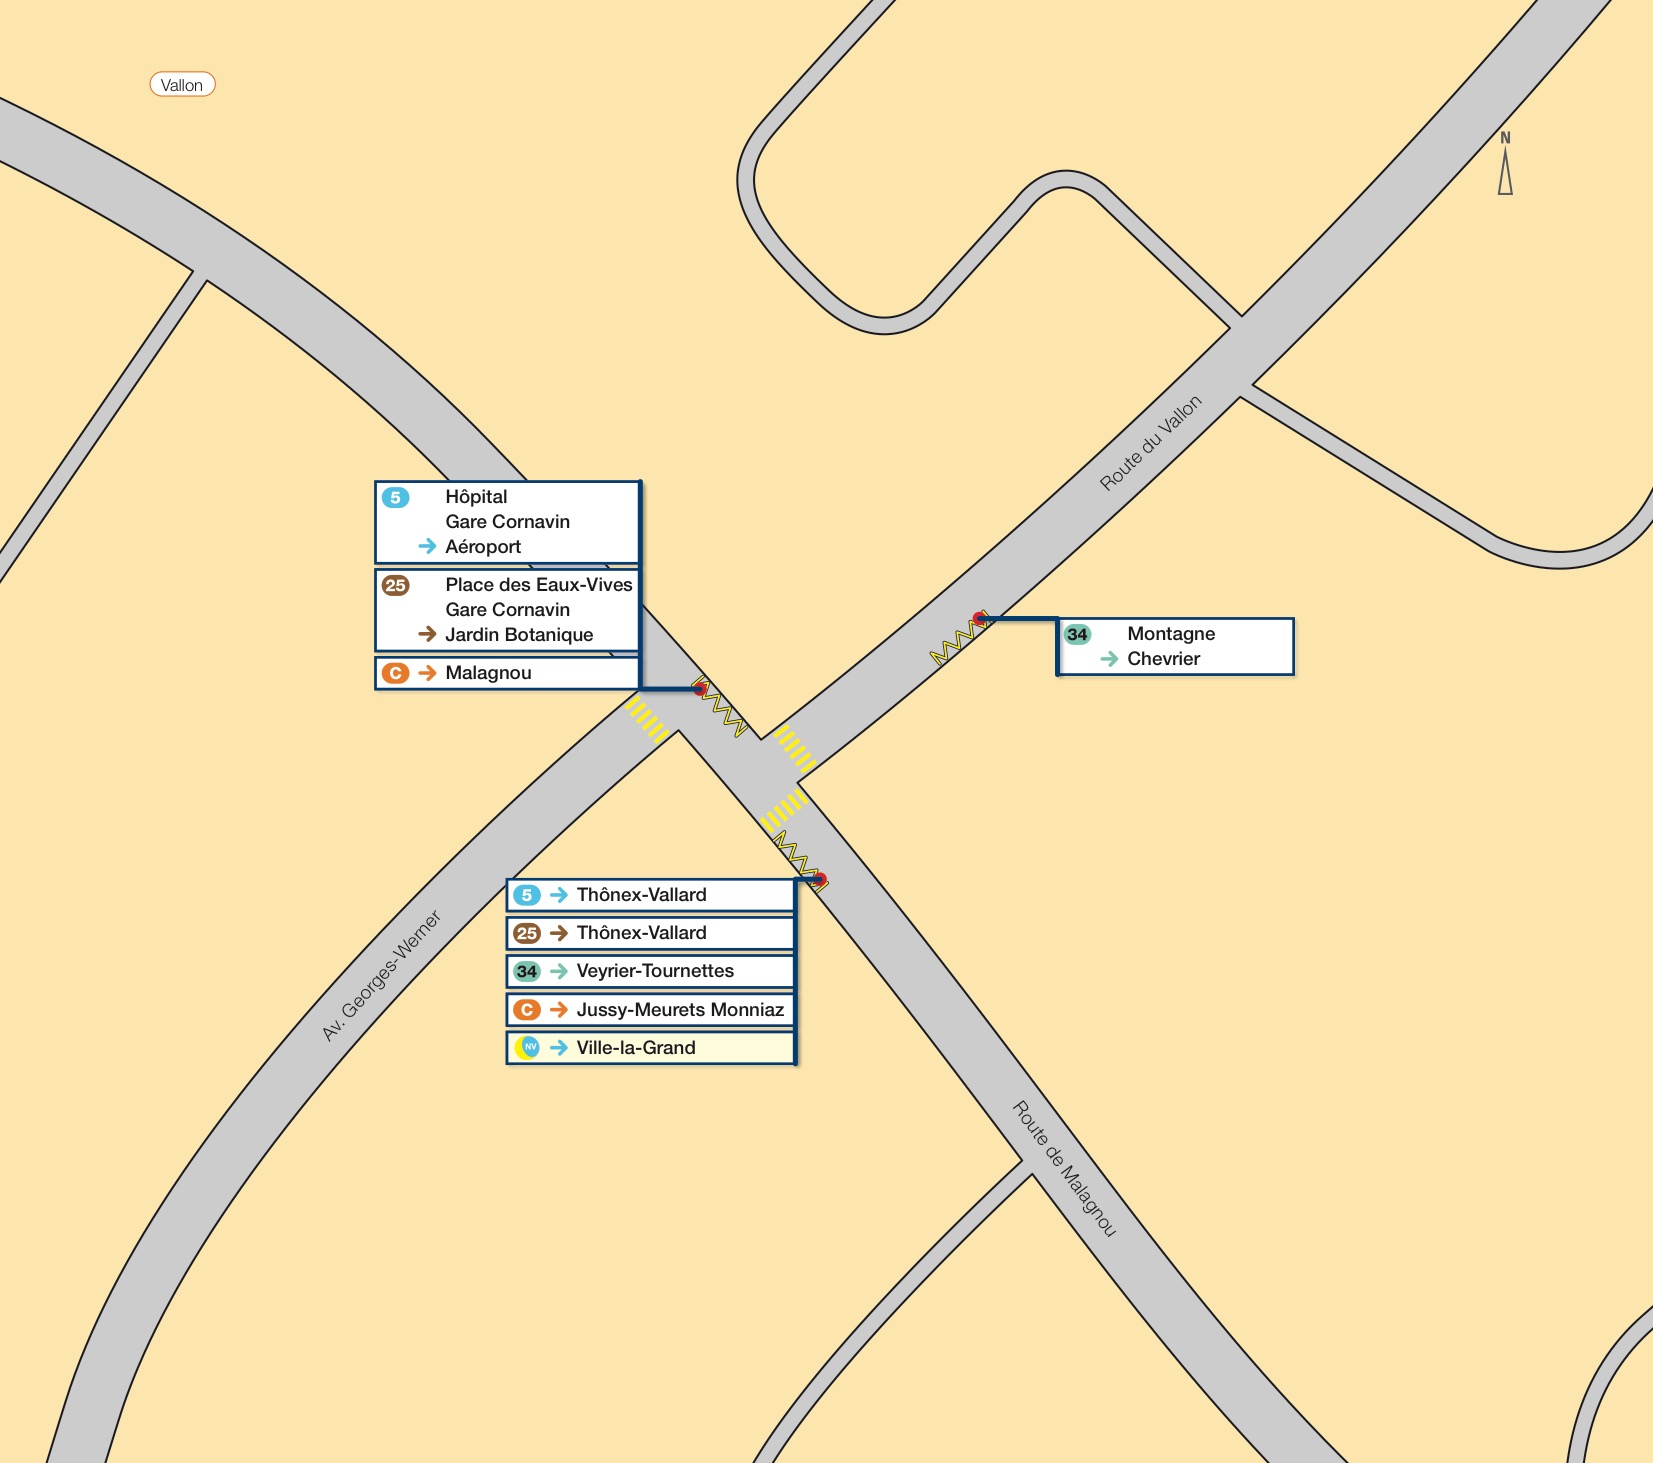 Vallon
N
Route du Vallon
5 Hôpital
Gare Cornavin
→ Aéroport
25 Place des Eaux-Vives
Gare Cornavin
→ Jardin Botanique
C → Malagnou
34 Montagne
→ Chevrier
5 → Thônex-Vallard
25 → Thônex-Vallard
34 → Veyrier-Tournettes
C → Jussy-Meurets Monniaz
NV → Ville-la-Grand
Av. Georges-Werner
Route de Malagnou